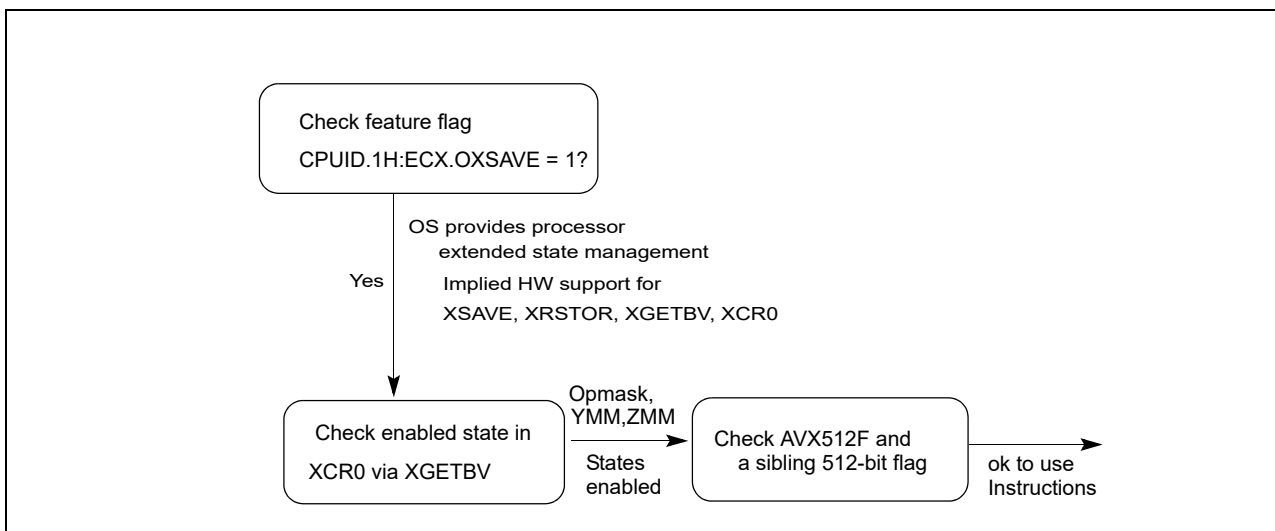 Check feature flag
CPUID.1H:ECX.OXSAVE = 1?
OS provides processor
extended state management
Yes
Implied HW support for
XSAVE, XRSTOR, XGETBV, XCR0
Check enabled state in
XCR0 via XGETBV
Opmask,
YMM,ZMM
States
enabled
Check AVX512F and
a sibling 512-bit flag
ok to use
Instructions